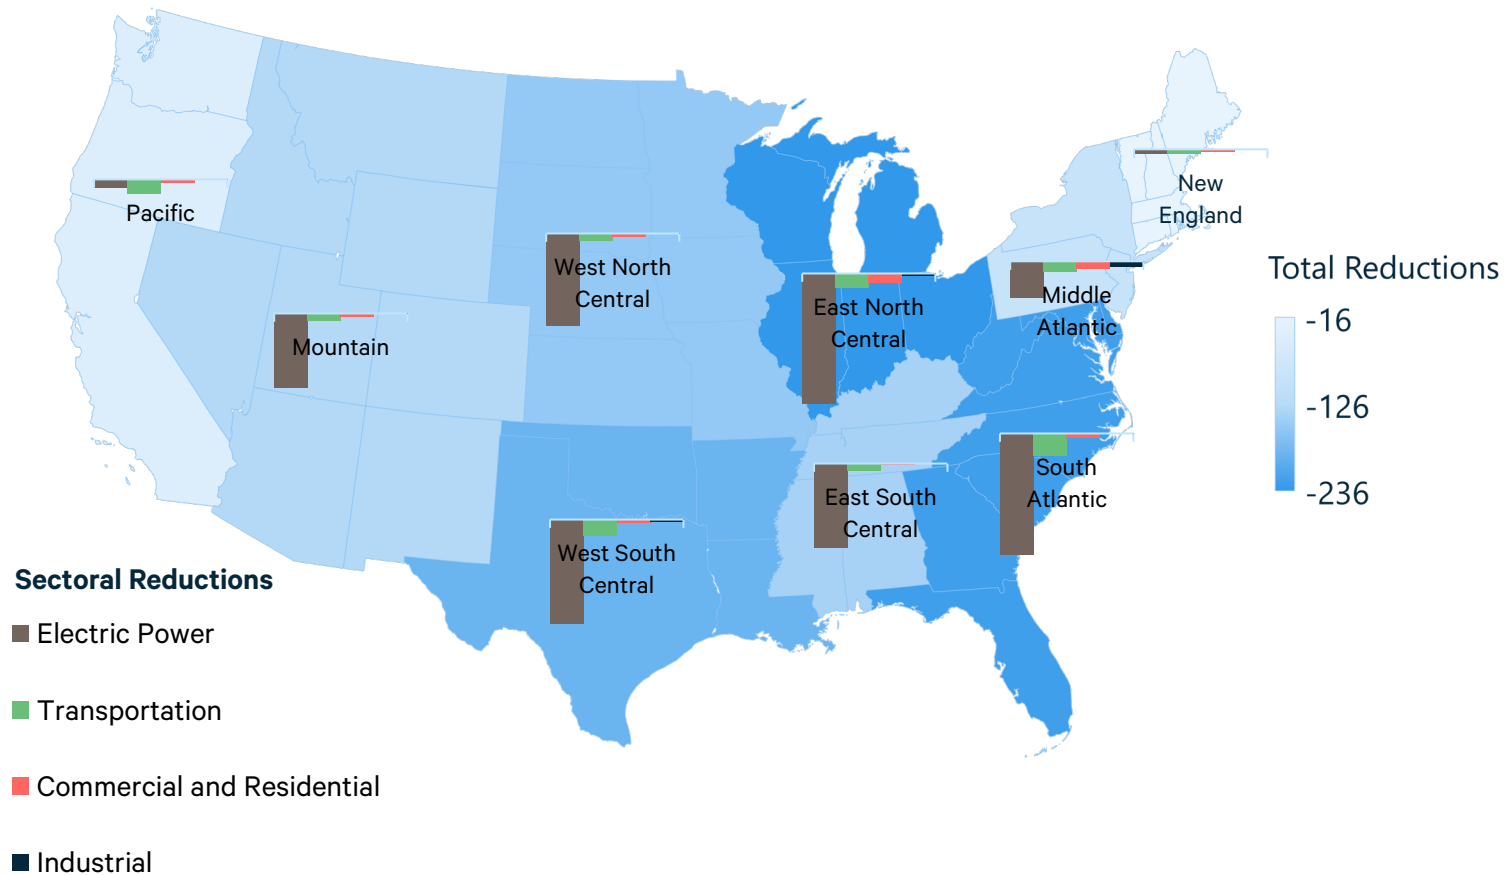 New
England
Pacific
West North
Central
Total Reductions
-16
-126
-236
Middle
Atlantic
East North
Central
Mountain
South
Atlantic
East South
Central
West South
Central
Sectoral Reductions
Electric Power
Transportation
Commercial and Residential
Industrial